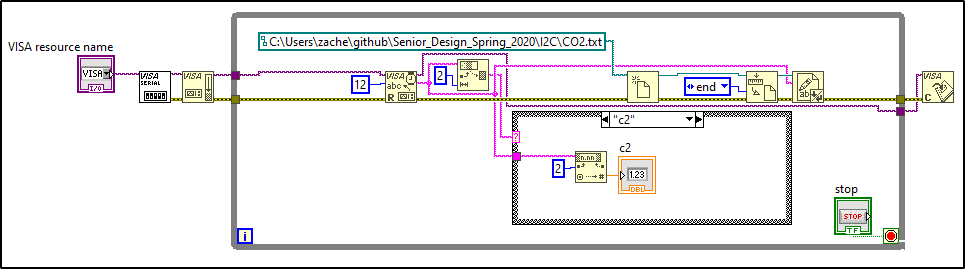 C:\Users\zache\github\Senior_Design_Spring_2020\I2C\CO2.txt
VISA resource name
VISA
I/O
VISA
SERIAL
VISA
12
VISA
abc
R
2
end
VISA
C
"c2"
?
n.nn
2
c2
1.23
DBL
stop
STOP
TF
i